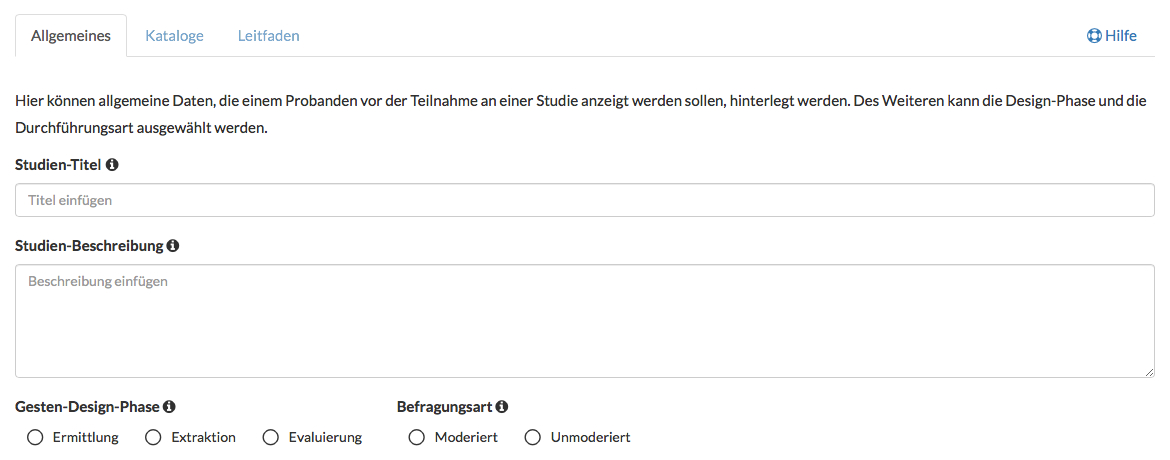 Allgemeines Kataloge Leitfaden Hilfe
Hier können allgemeine Daten, die einem Probanden vor der Teilnahme an einer Studie anzeigt werden sollen, hinterlegt werden. Des Weiteren kann die Design-Phase und die
Durchführungsart ausgewählt werden.
Studien-Titel
Titel einfügen
Studien-Beschreibung
Beschreibung einfügen
Gesten-Design-Phase Befragungsart
Ermittlung Extraktion Evaluierung Moderiert Unmoderiert